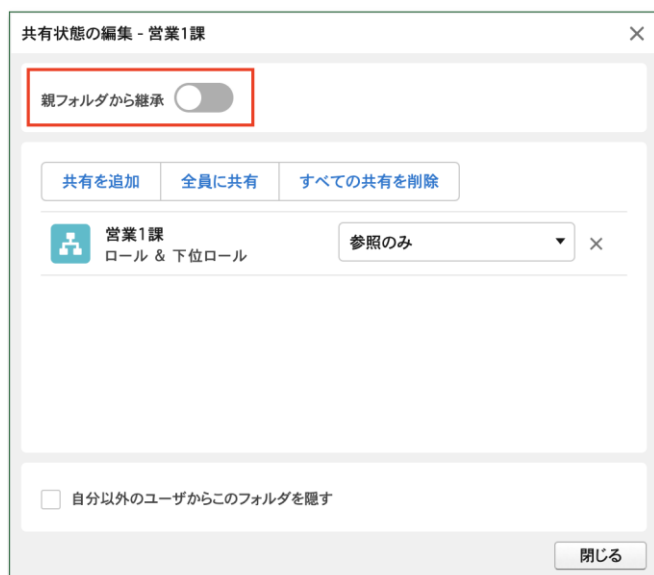 共有状態の編集 - 営業1課
親フォルダから継承
共有を追加 全員に共有 すべての共有を削除
営業1課
ロール & 下位ロール
参照のみ
自分以外のユーザからこのフォルダを隠す
閉じる